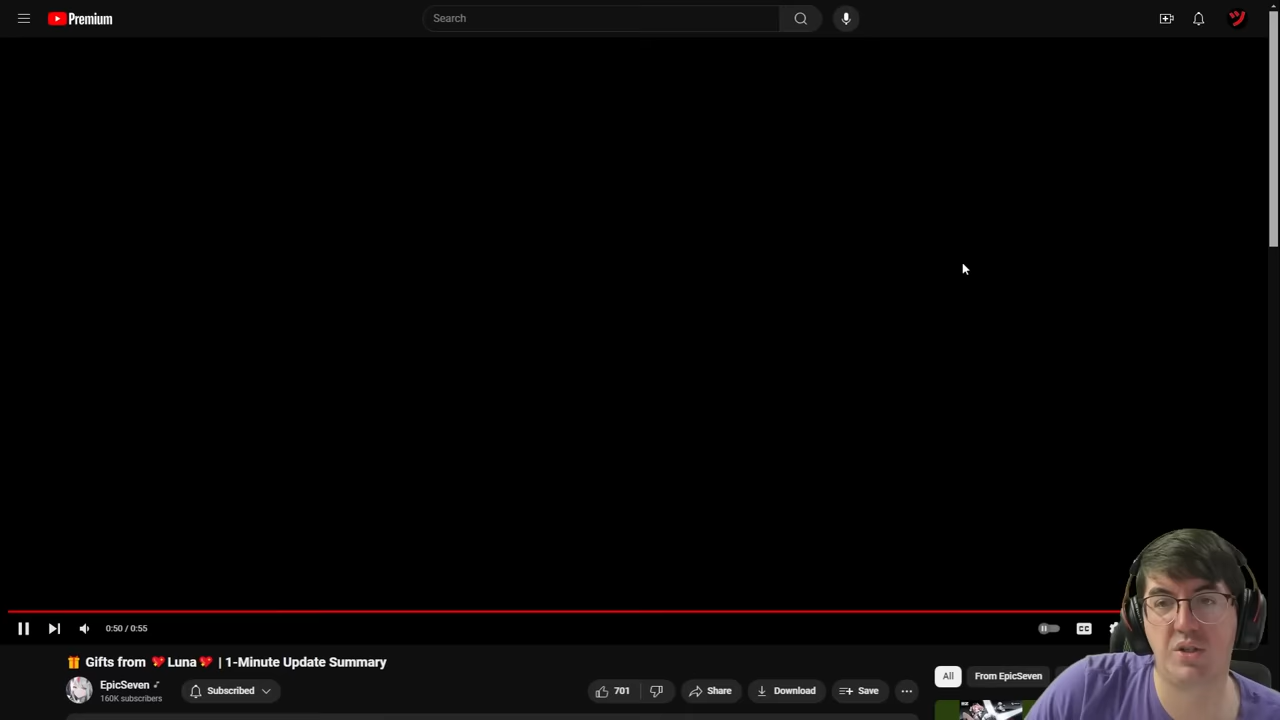 Premium
Search
0:50 / 0:55
CC
🎁 Gifts from 💖Luna💖 | 1-Minute Update Summary
EpicSeven
160K subscribers
Subscribed
701
Share
Download
Save
All
From EpicSeven